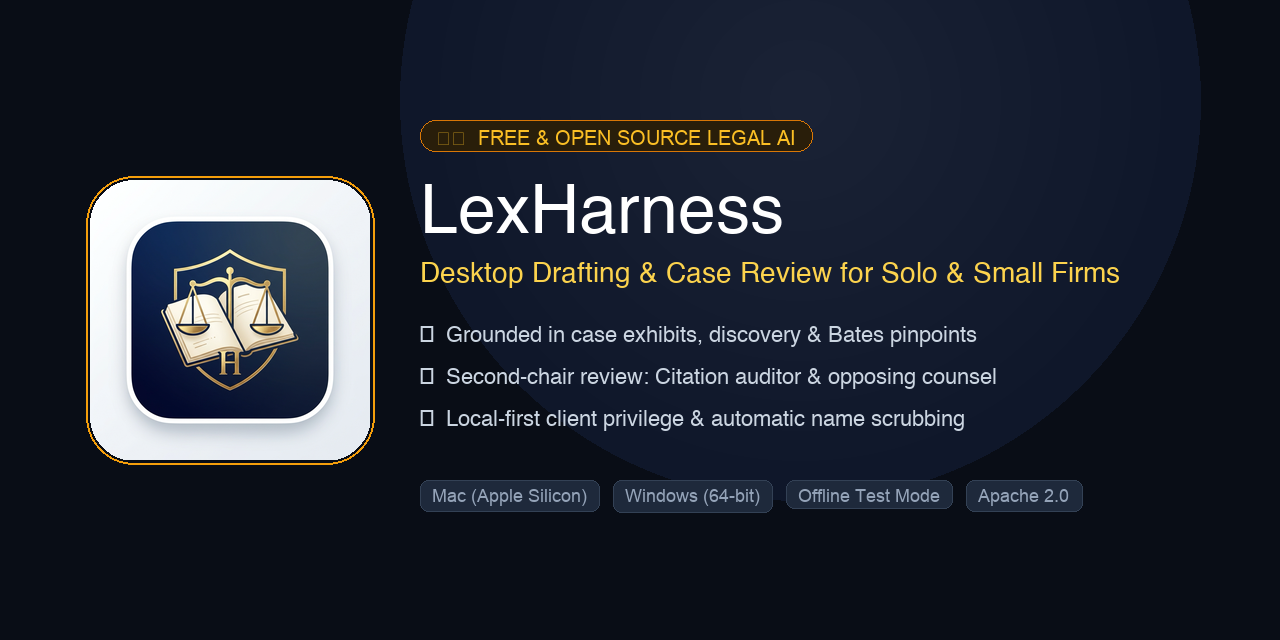 FREE & OPEN SOURCE LEGAL AI
LexHarness
Desktop Drafting & Case Review for Solo & Small Firms
Grounded in case exhibits, discovery & Bates pinpoints
Second-chair review: Citation auditor & opposing counsel
Local-first client privilege & automatic name scrubbing
H
Mac (Apple Silicon)
Windows (64-bit)
Offline Test Mode
Apache 2.0